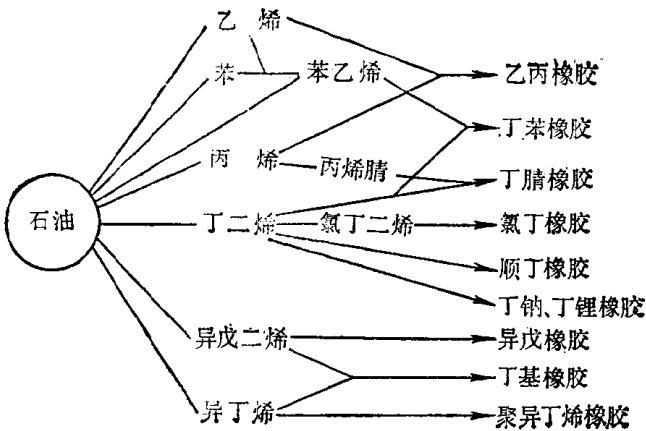 乙烯
乙丙橡胶
苯
苯乙烯
丁苯橡胶
丙烯
丙烯腈
丁腈橡胶
石油
丁二烯
氯丁二烯
氯丁橡胶
顺丁橡胶
丁钠、丁锂橡胶
异戊二烯
异戊橡胶
丁基橡胶
异丁烯
聚异丁烯橡胶